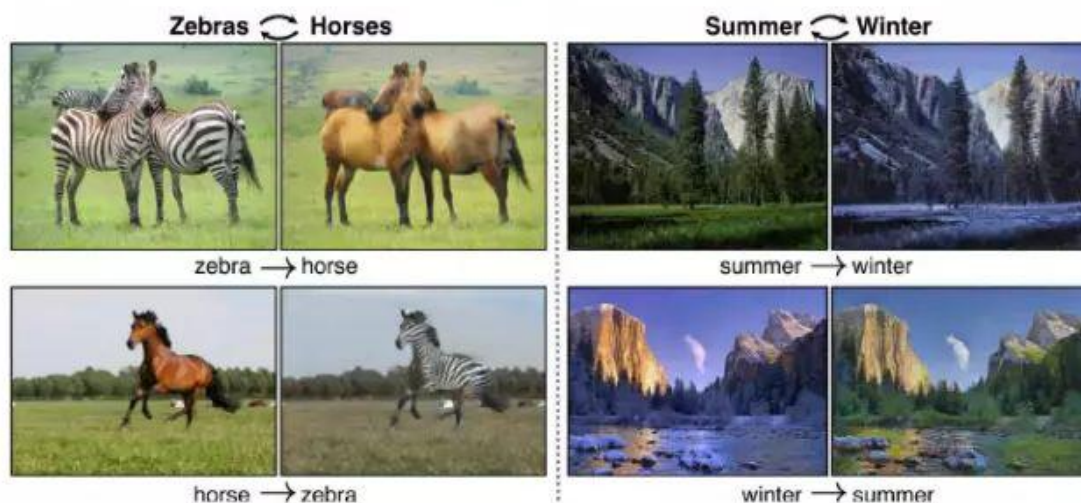 Zebras Horses
zebra → horse
horse → zebra
Summer Winter
summer → winter
winter → summer